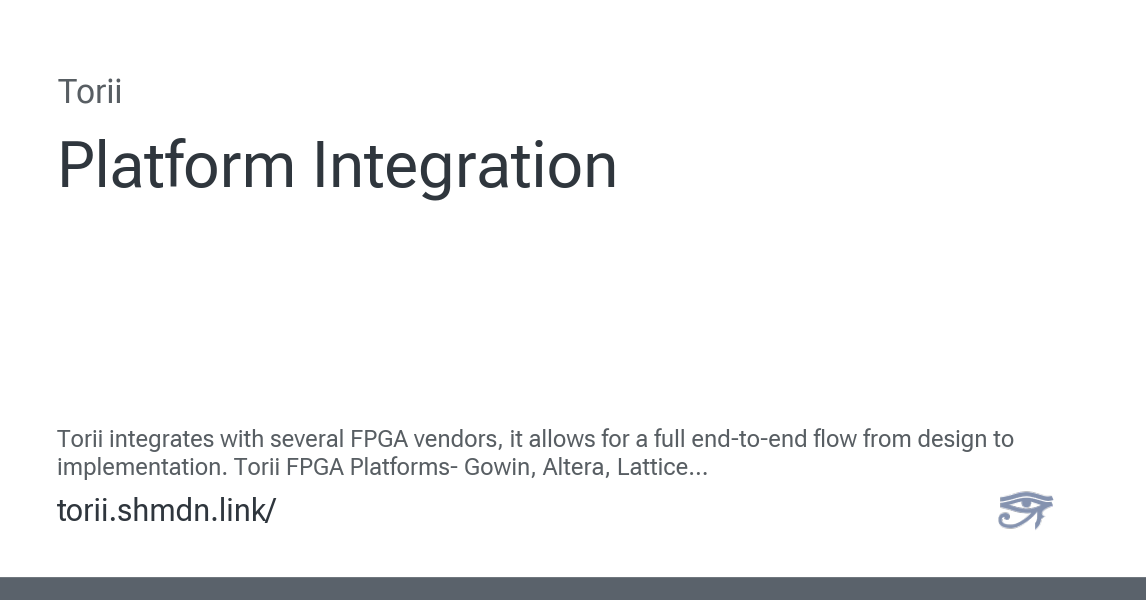 Torii
Platform Integration
Torii integrates with several FPGA vendors, it allows for a full end-to-end flow from design to
implementation. Torii FPGA Platforms- Gowin, Altera, Lattice...
torii.shmdn.link/